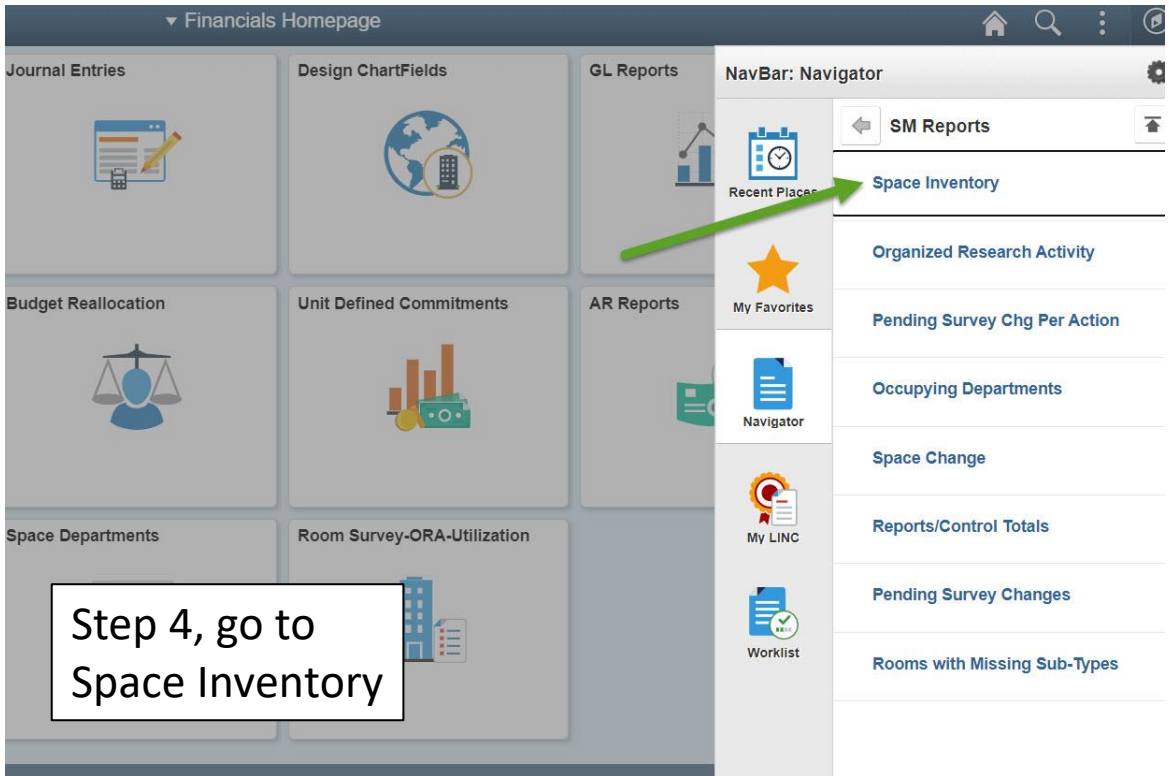 ▾ Financials Homepage
Journal Entries
Design ChartFields
GL Reports
Budget Reallocation
Unit Defined Commitments
AR Reports
Space Departments
Room Survey-ORA-Utilization
Step 4, go to
Space Inventory
NavBar: Navigator
Recent Places
My Favorites
Navigator
My LINC
Worklist
SM Reports
Space Inventory
Organized Research Activity
Pending Survey Chg Per Action
Occupying Departments
Space Change
Reports/Control Totals
Pending Survey Changes
Rooms with Missing Sub-Types